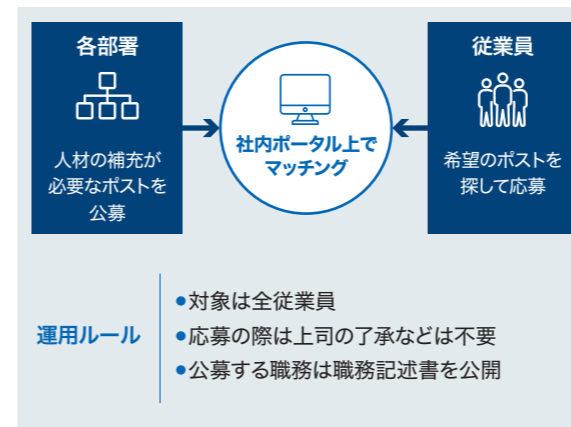 各部署
人材の補充が
必要なポストを
公募
社内ポータル上で
マッチング
従業員
希望のポストを
探して応募
運用ルール
●対象は全従業員
●応募の際は上司の了承などは不要
●公募する職務は職務記述書を公開